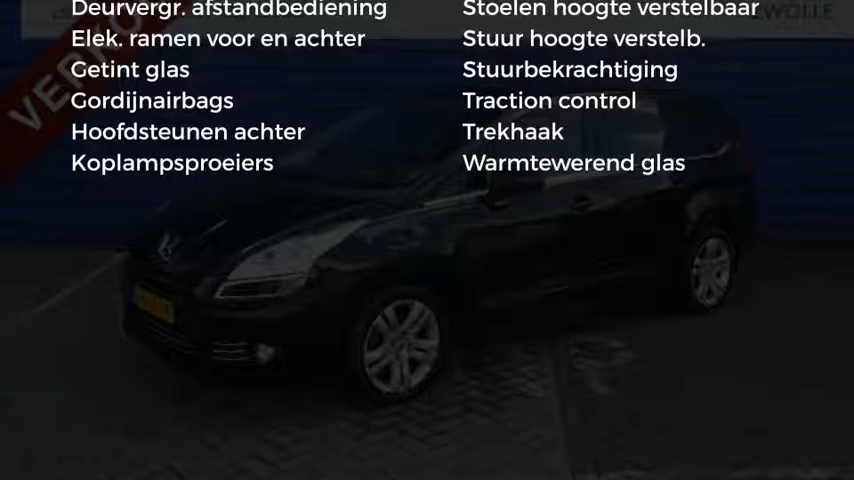 Deurvergr. afstandbediening
Elek. ramen voor en achter
Getint glas
Gordijnairbags
Hoofdsteunen achter
Koplampsproeiers
Stoelen hoogte verstelbaar
Stuur hoogte verstelb.
Stuurbekrachtiging
Traction control
Trekhaak
Warmtewerend glas
ZWOLLE